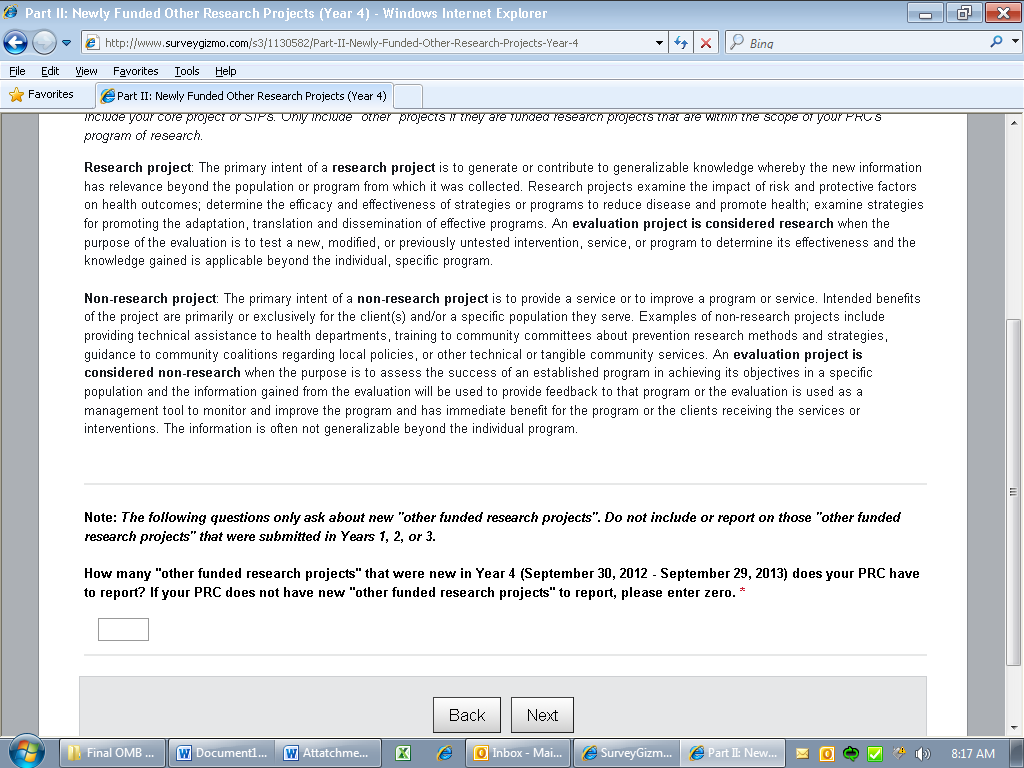 Part II: Newly Funded Other Research Projects (Year 4) - Windows Internet Explorer
http://www.surveygizmo.com/s3/1130582/Part-II-Newly-Funded-Other-Research-Projects-Year-4
Bing
File Edit View Favorites Tools Help
Favorites
Part II: Newly Funded Other Research Projects (Year 4)
include your core project or SIPs. Only include "other" projects if they are funded research projects that are within the scope of your PRC's
program of research.
Research project: The primary intent of a research project is to generate or contribute to generalizable knowledge whereby the new information
has relevance beyond the population or program from which it was collected. Research projects examine the impact of risk and protective factors
on health outcomes; determine the efficacy and effectiveness of strategies or programs to reduce disease and promote health; examine strategies
for promoting the adaptation, translation and dissemination of effective programs. An evaluation project is considered research when the
purpose of the evaluation is to test a new, modified, or previously untested intervention, service, or program to determine its effectiveness and the
knowledge gained is applicable beyond the individual, specific program.
Non-research project: The primary intent of a non-research project is to provide a service or to improve a program or service. Intended benefits
of the project are primarily or exclusively for the client(s) and/or a specific population they serve. Examples of non-research projects include
providing technical assistance to health departments, training to community committees about prevention research methods and strategies,
guidance to community coalitions regarding local policies, or other technical or tangible community services. An evaluation project is
considered non-research when the purpose is to assess the success of an established program in achieving its objectives in a specific
population and the information gained from the evaluation will be used to provide feedback to that program or the evaluation is used as a
management tool to monitor and improve the program and has immediate benefit for the program or the clients receiving the services or
interventions. The information is often not generalizable beyond the individual program.
Note: The following questions only ask about new "other funded research projects". Do not include or report on those "other funded
research projects" that were submitted in Years 1, 2, or 3.
How many "other funded research projects" that were new in Year 4 (September 30, 2012 - September 29, 2013) does your PRC have
to report? If your PRC does not have new "other funded research projects" to report, please enter zero. *
Back Next
Final OMB ... Document1... Attatchme... Inbox - Mai... SurveyGizm... Part II: New... 8:17 AM